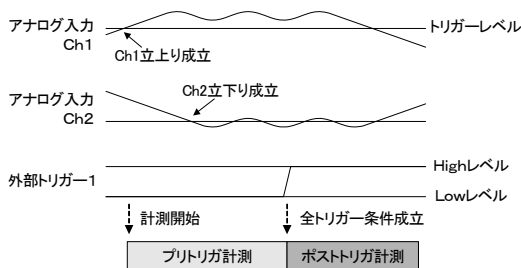 アナログ入力
Ch1
トリガーレベル
Ch1立上り成立
アナログ入力
Ch2
Ch2立下り成立
外部トリガー1
Highレベル
Lowレベル
計測開始
全トリガー条件成立
プリトリガ計測
ポストトリガ計測